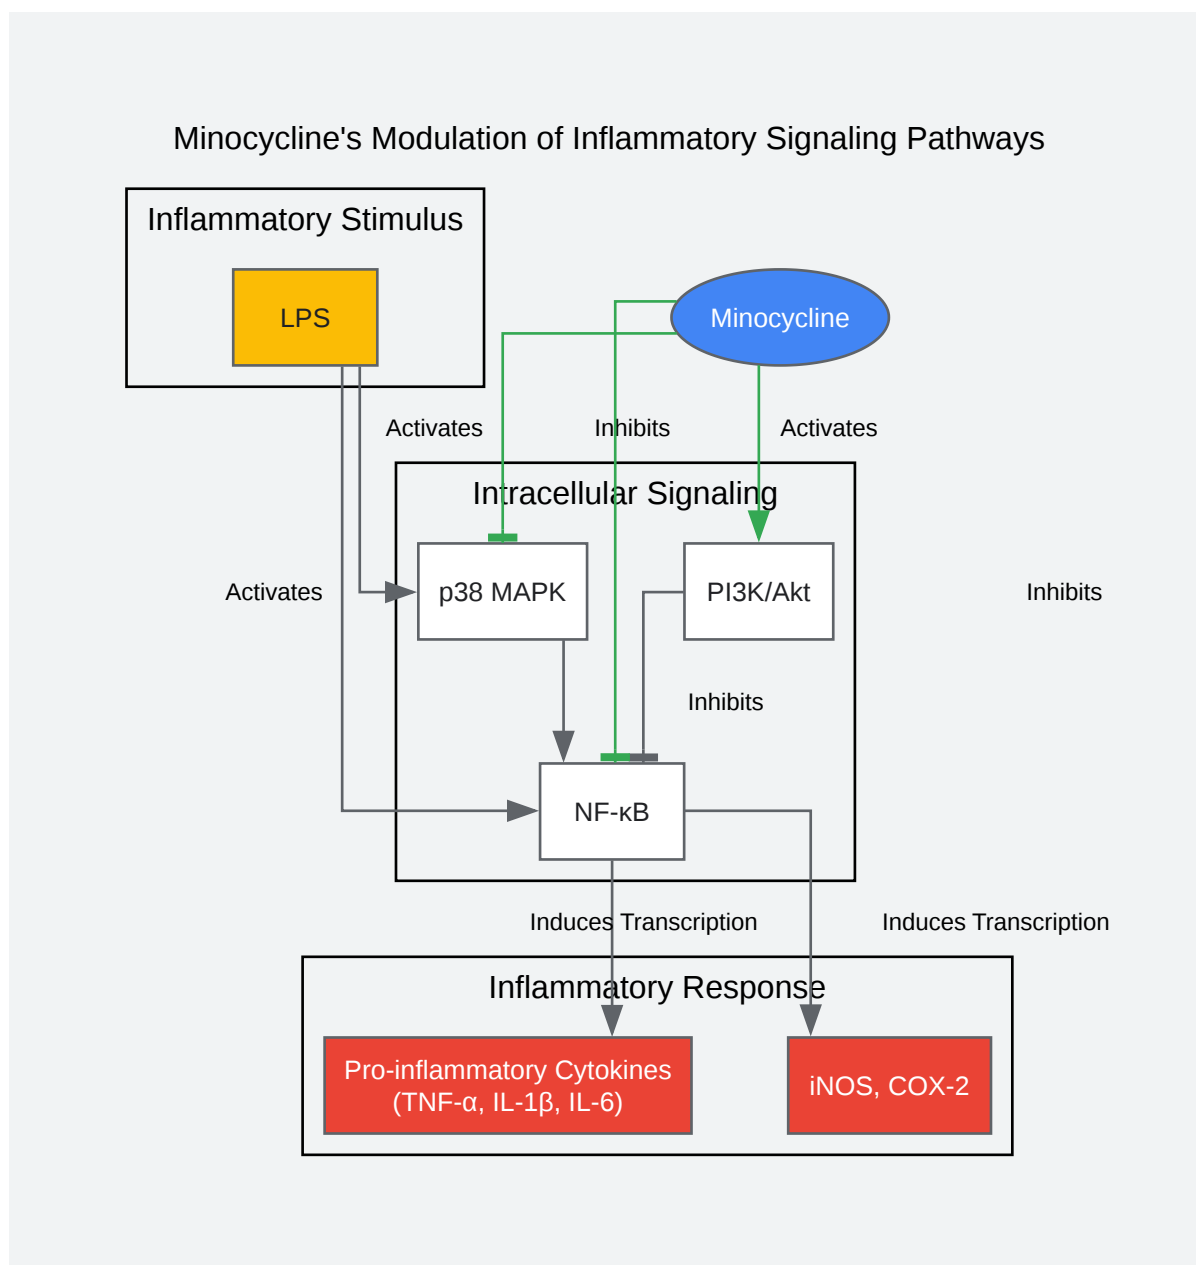 Minocycline's Modulation of Inflammatory Signaling Pathways
Inflammatory Stimulus
LPS
Minocycline
Activates
Inhibits
Activates
Intracellular Signaling
p38 MAPK
PI3K/Akt
Activates
Inhibits
Inhibits
NF-κB
Induces Transcription
Induces Transcription
Inflammatory Response
Pro-inflammatory Cytokines
(TNF-α, IL-1β, IL-6)
iNOS, COX-2